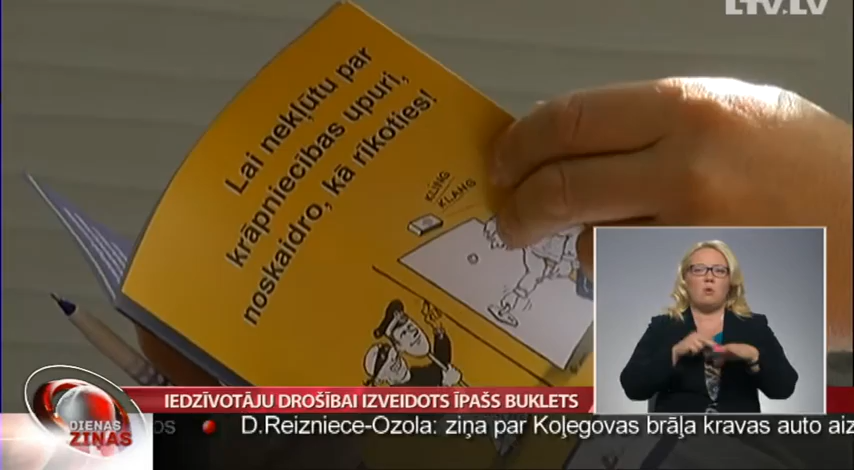 LTV.LV
Lai nekļūtu par
krāpniecības upuri,
noskaidro, kā rīkoties!
KLING
KLANG
IEDZĪVOTĀJU DROŠĪBAI IZVEIDOTS ĪPAŠS BUKLETS
DIENAS
ZIŅAS
os • D.Reizniece-Ozola: ziņa par Koļegovas brāļa kravas auto aiz